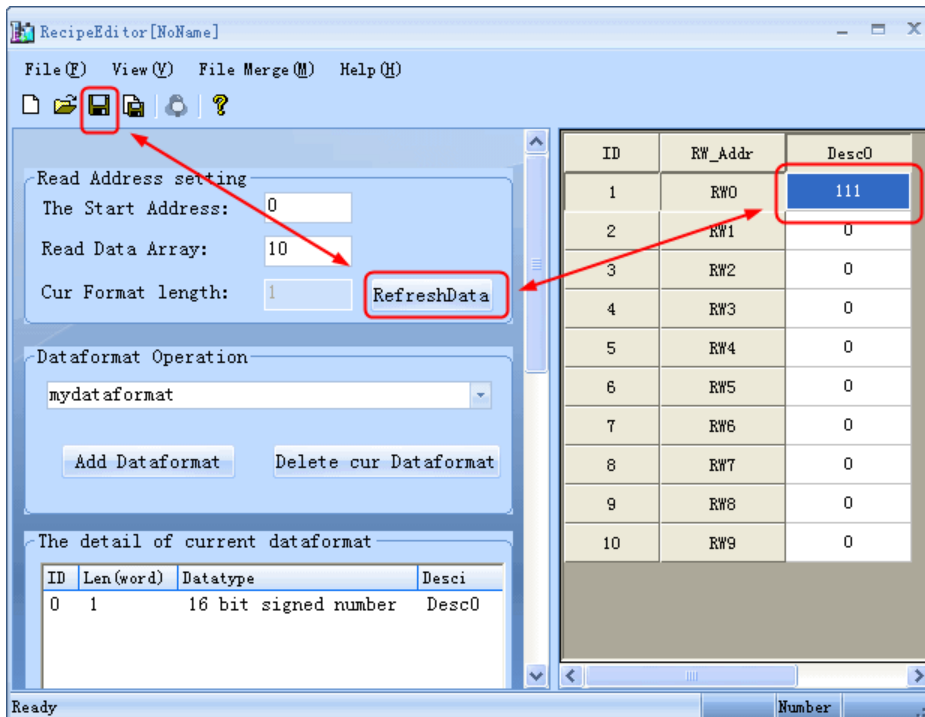 RecipeEditor[NoName]
File(F) View(V) File Merge(M) Help(H)
Read Address setting
The Start Address: 0
Read Data Array: 10
Cur Format length: 1 RefreshData
Dataformat Operation
mydataformat
Add Dataformat Delete cur Dataformat
The detail of current dataformat
ID Len(word) Datatype Desci
0 1 16 bit signed number Desc0
ID RW_Addr Desc0
1 RW0 111
2 RW1 0
3 RW2 0
4 RW3 0
5 RW4 0
6 RW5 0
7 RW6 0
8 RW7 0
9 RW8 0
10 RW9 0
Ready Number